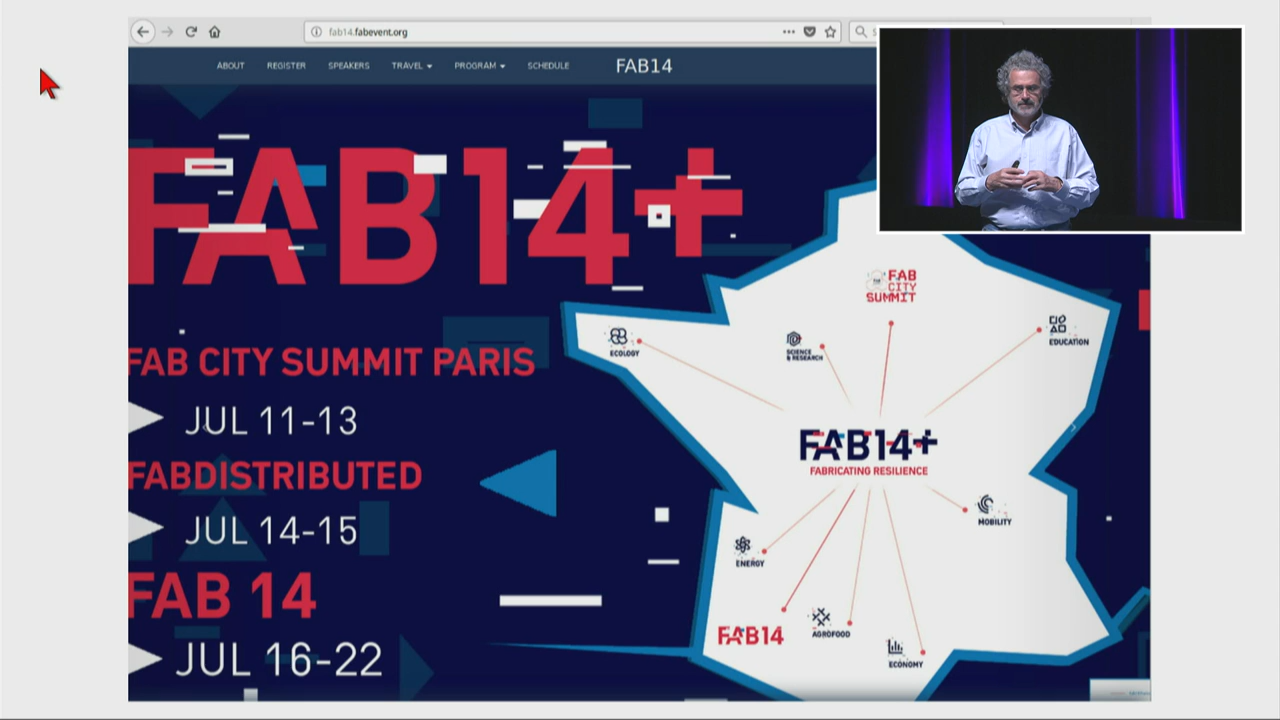 fab14.fabevent.org
ABOUT REGISTER SPEAKERS TRAVEL PROGRAM SCHEDULE FAB14
FAB14+
FAB CITY SUMMIT PARIS
JUL 11-13
FABDISTRIBUTED
JUL 14-15
FAB 14
JUL 16-22
FAB
CITY
SUMMIT
ECOLOGY
SCIENCE
& RESEARCH
EDUCATION
FAB14+
FABRICATING RESILIENCE
MOBILITY
ENERGY
FAB14
AGROFOOD
ECONOMY